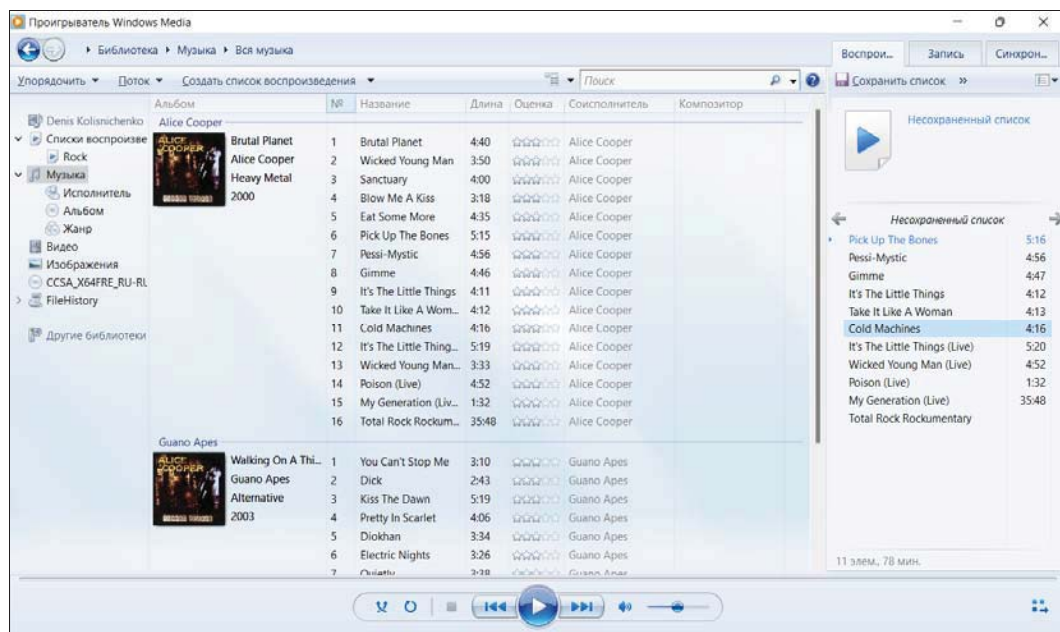 Проигрыватель Windows Media
Библиотека Музыка Вся музыка
Воспрои... Запись Синхрон...
Упорядочить Поток Создать список воспроизведения Поиск Сохранить список »
Альбом № Название Длина Оценка Соисполнитель Композитор
Denis Kolisnichenko
Списки воспроизве
Rock
Музыка
Исполнитель
Альбом
Жанр
Видео
Изображения
CCSA_X64FRE_RU-RU
FileHistory
Другие библиотеки
Alice Cooper
ALICE COOPER
Brutal Planet
Alice Cooper
Heavy Metal
2000
1 Brutal Planet 4:40 Alice Cooper
2 Wicked Young Man 3:50 Alice Cooper
3 Sanctuary 4:00 Alice Cooper
4 Blow Me A Kiss 3:18 Alice Cooper
5 Eat Some More 4:35 Alice Cooper
6 Pick Up The Bones 5:15 Alice Cooper
7 Pessi-Mystic 4:56 Alice Cooper
8 Gimme 4:46 Alice Cooper
9 It's The Little Things 4:11 Alice Cooper
10 Take It Like A Wom... 4:12 Alice Cooper
11 Cold Machines 4:16 Alice Cooper
12 It's The Little Thing... 5:19 Alice Cooper
13 Wicked Young Man... 3:33 Alice Cooper
14 Poison (Live) 4:52 Alice Cooper
15 My Generation (Liv... 1:32 Alice Cooper
16 Total Rock Rockum... 35:48 Alice Cooper
Guano Apes
ALICE COOPER
Walking On A Thi...
Guano Apes
Alternative
2003
1 You Can't Stop Me 3:10 Guano Apes
2 Dick 2:43 Guano Apes
3 Kiss The Dawn 5:19 Guano Apes
4 Pretty In Scarlet 4:06 Guano Apes
5 Diokhan 3:34 Guano Apes
6 Electric Nights 3:26 Guano Apes
7 Quietly Guano Apes
Несохраненный список
Несохраненный список
Pick Up The Bones 5:16
Pessi-Mystic 4:56
Gimme 4:47
It's The Little Things 4:12
Take It Like A Woman 4:13
Cold Machines 4:16
It's The Little Things (Live) 5:20
Wicked Young Man (Live) 4:52
Poison (Live) 1:32
My Generation (Live) 35:48
Total Rock Rockumentary
11 элем., 78 мин.